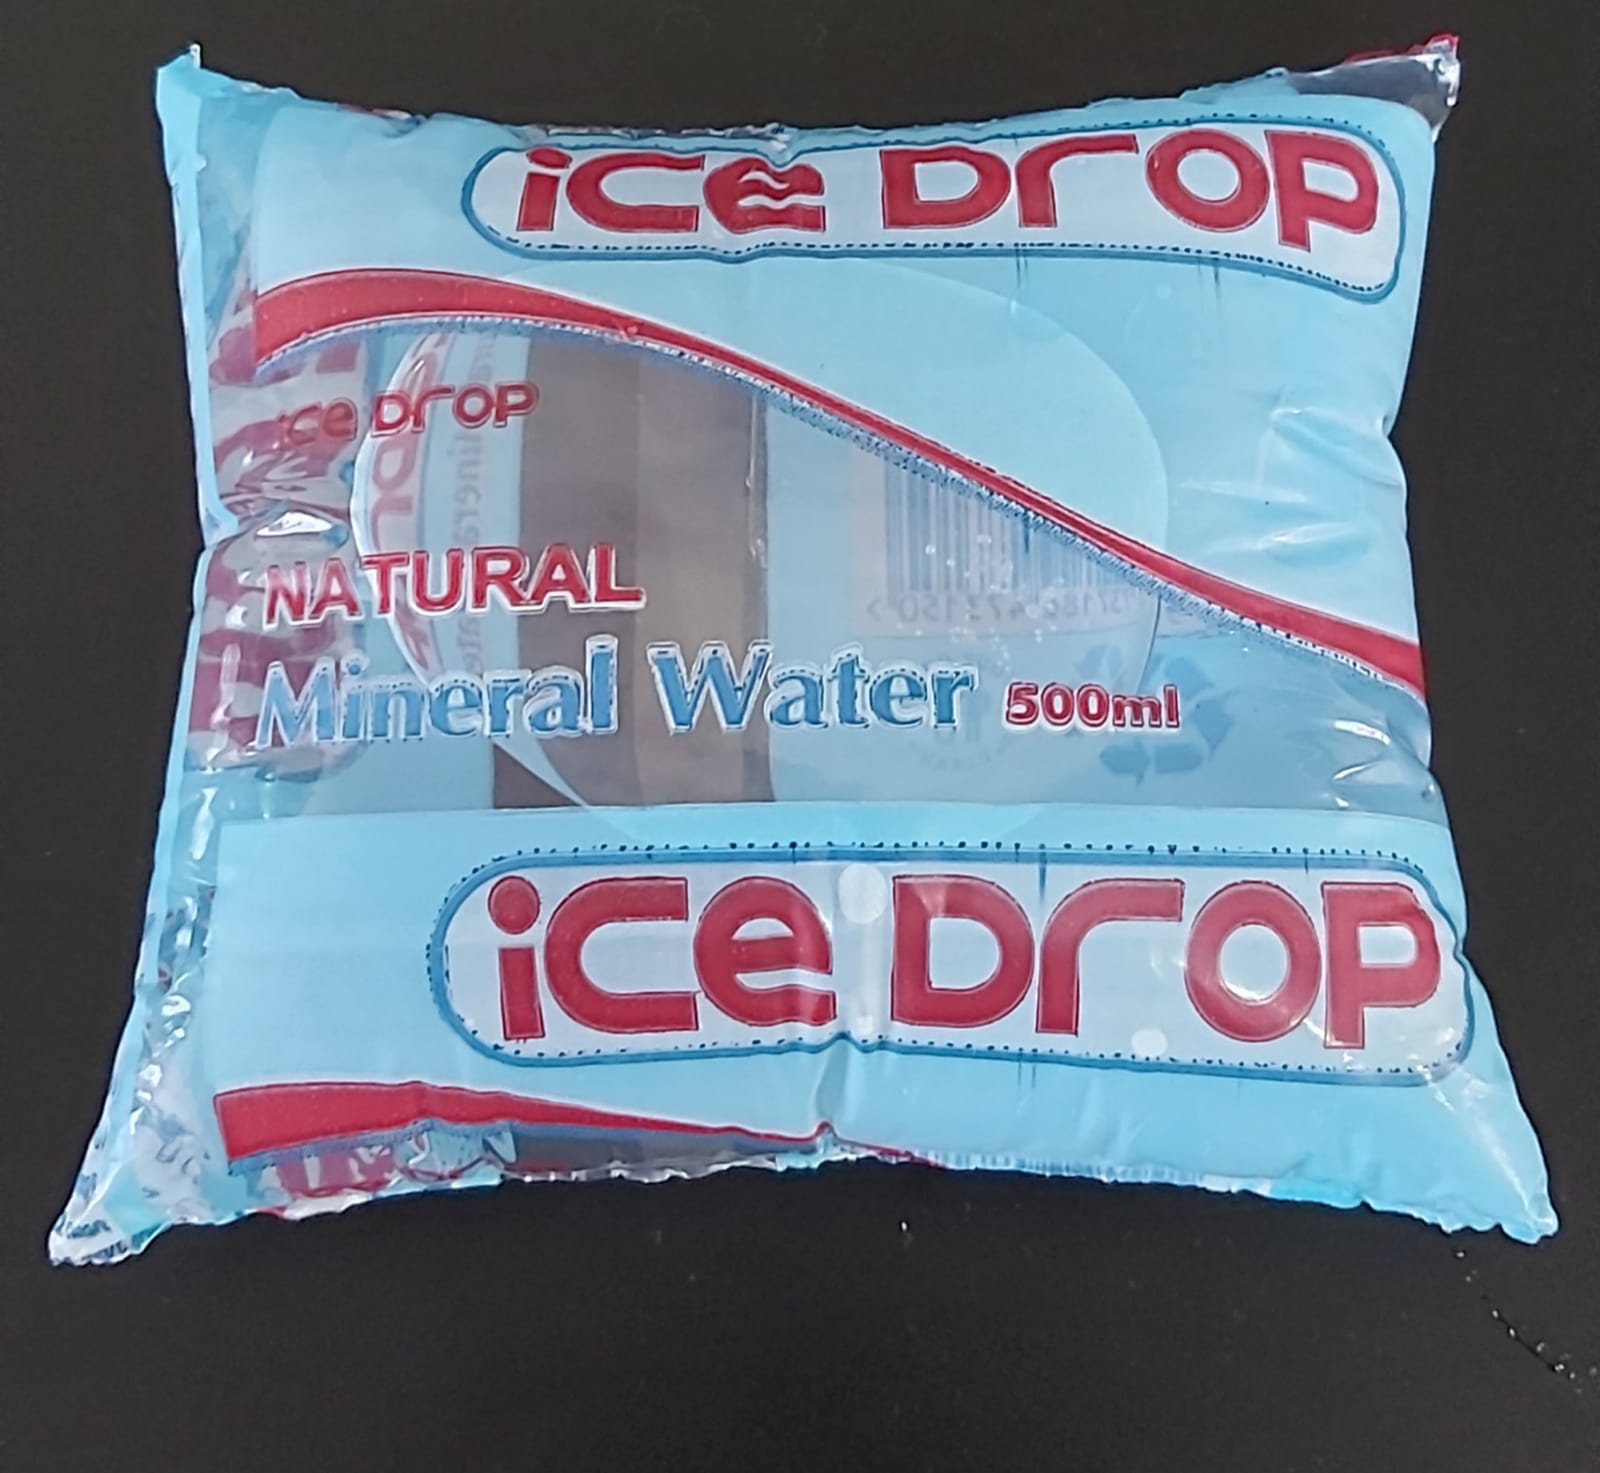 ice Drop
ice Drop
NATURAL
Mineral Water 500ml
ice Drop